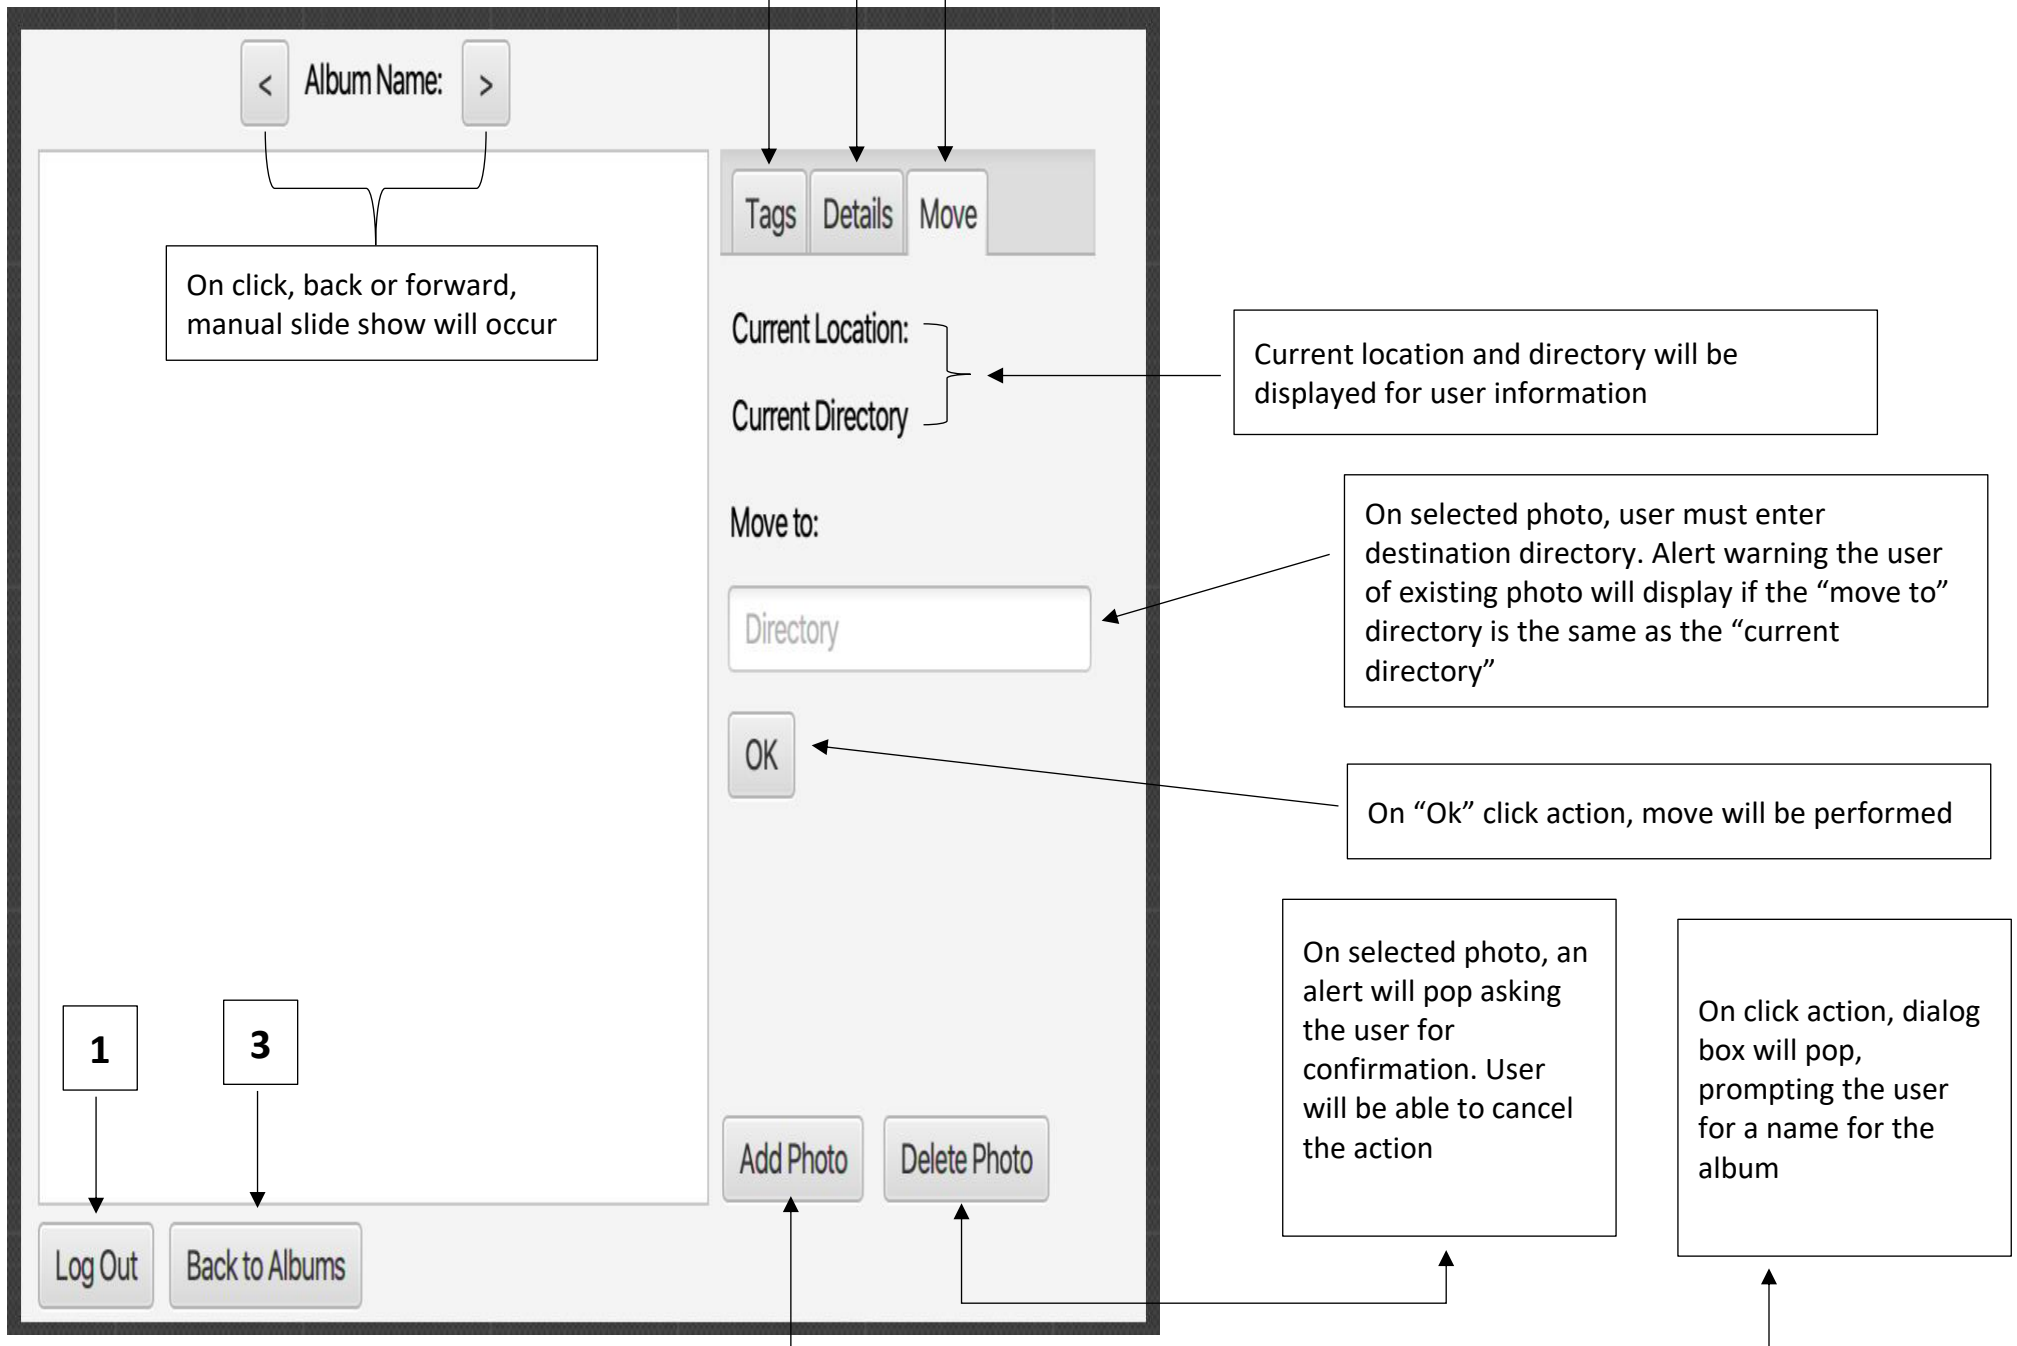 <
Album Name:
>
On click, back or forward,
manual slide show will occur
Tags
Details
Move
Current Location:
Current Directory
Current location and directory will be
displayed for user information
Move to:
Directory
On selected photo, user must enter
destination directory. Alert warning the user
of existing photo will display if the “move to”
directory is the same as the “current
directory”
OK
On “Ok” click action, move will be performed
On selected photo, an
alert will pop asking
the user for
confirmation. User
will be able to cancel
the action
On click action, dialog
box will pop,
prompting the user
for a name for the
album
1
3
Add Photo
Delete Photo
Log Out
Back to Albums